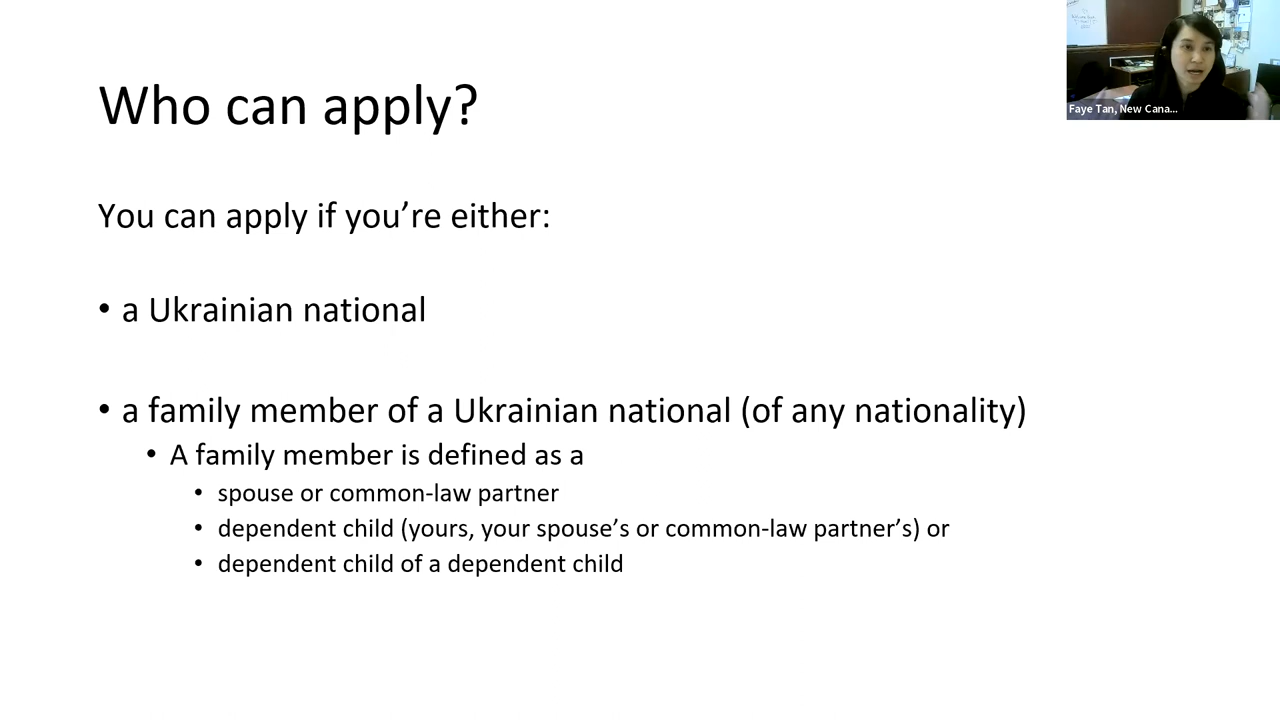 Who can apply?
You can apply if you’re either:
• a Ukrainian national
• a family member of a Ukrainian national (of any nationality)
• A family member is defined as a
• spouse or common-law partner
• dependent child (yours, your spouse’s or common-law partner’s) or
• dependent child of a dependent child
Faye Tan, New Cana...